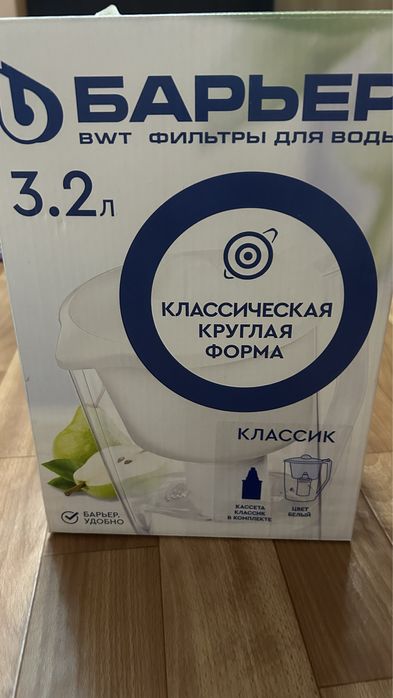 БАРЬЕР
BWT ФИЛЬТРЫ ДЛЯ ВОДЫ
3.2л
КЛАССИЧЕСКАЯ
КРУГЛАЯ
ФОРМА
КЛАССИК
КАССЕТА
КЛАССИК
В КОМПЛЕКТЕ
ЦВЕТ
БЕЛЫЙ
БАРЬЕР.
УДОБНО